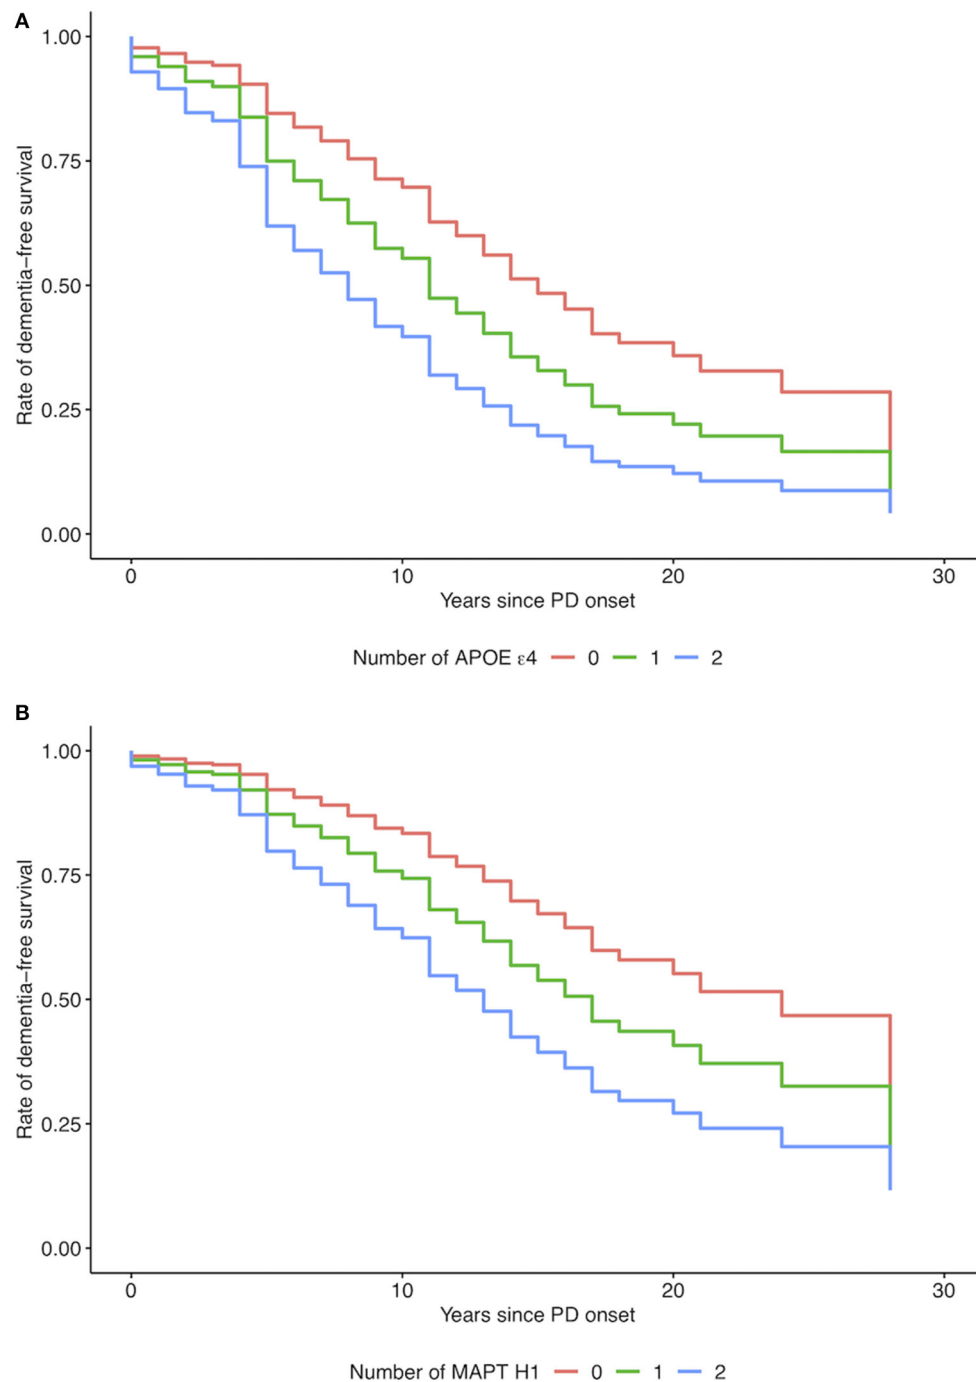 A
Rate of dementia−free survival
1.00
0.75
0.50
0.25
0.00
0 10 20 30
Years since PD onset
Number of APOE ε4 0 1 2
B
Rate of dementia−free survival
1.00
0.75
0.50
0.25
0.00
0 10 20 30
Years since PD onset
Number of MAPT H1 0 1 2